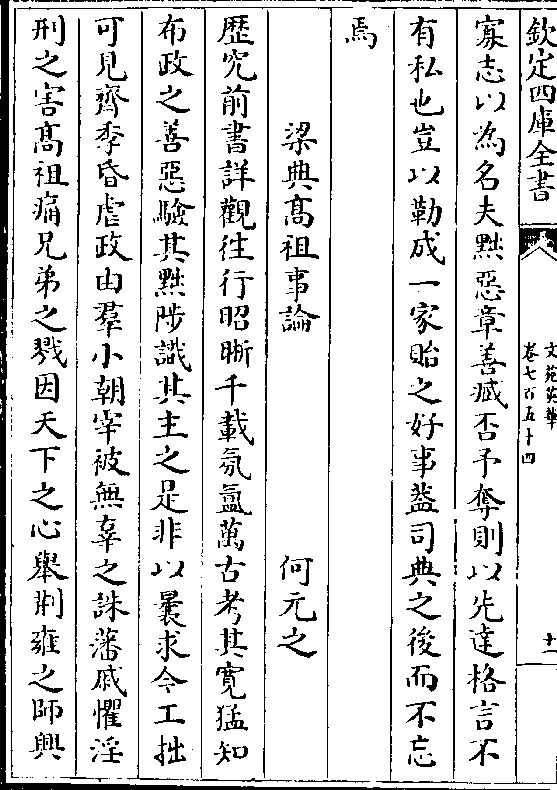 欽定四庫全書
文苑英華
卷七百五十四
十一
寡志以為名夫黜惡章善臧否予奪則以先達格言不
有私也豈以勒成一家貽之好事葢司典之後而不忘
焉
梁典髙祖事論
何元之
歴究前書詳觀往行昭晣千載氛氲萬古考其寛猛知
布政之善惡驗其黜陟識其主之是非以曩求今工拙
可見齊季昏虐政由羣小朝宰被無辜之誅藩戚懼淫
刑之害髙祖痛兄弟之戮因天下之心舉荆雍之師興